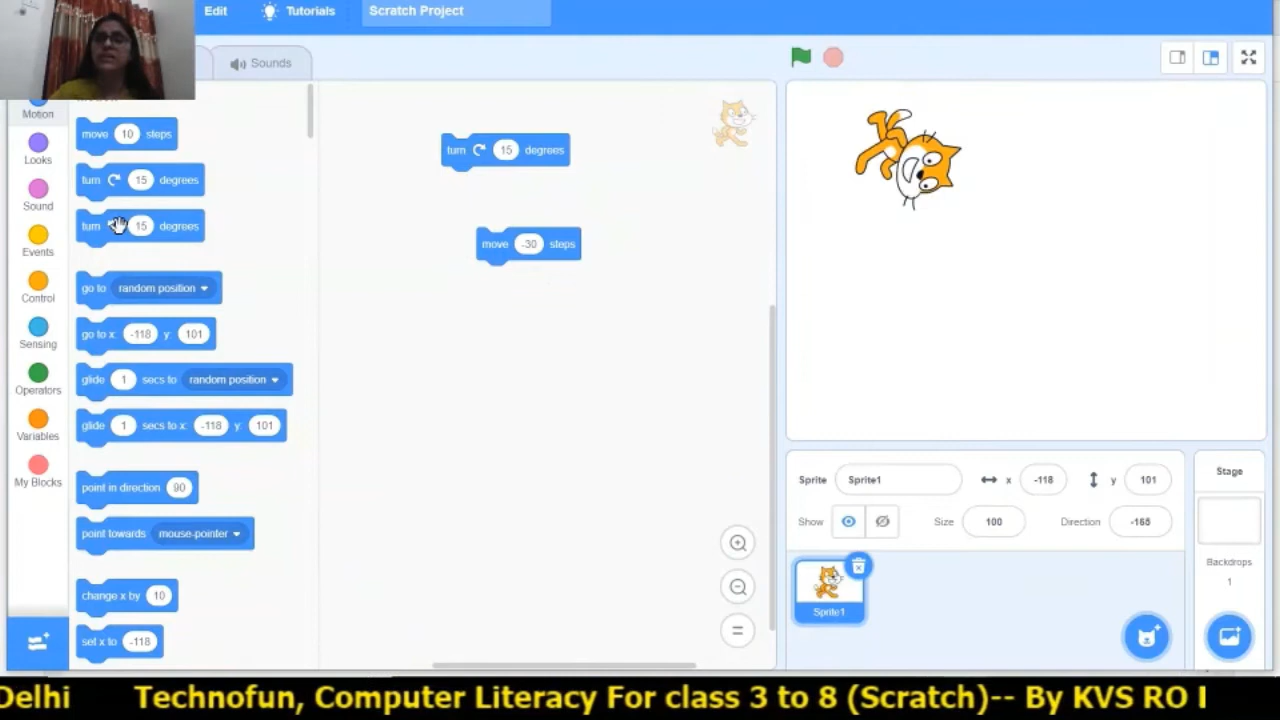 Edit Tutorials Scratch Project
Sounds
Motion
Looks
Sound
Events
Control
Sensing
Operators
Variables
My Blocks
move 10 steps
turn 15 degrees
turn 15 degrees
go to random position
go to x: -118 y: 101
glide 1 secs to random position
glide 1 secs to x: -118 y: 101
point in direction 90
point towards mouse-pointer
change x by 10
set x to -118
turn 15 degrees
move -30 steps
Sprite Sprite1 x -118 y 101
Show Size 100 Direction -168
Sprite1
Stage
Backdrops
1
Delhi Technofun, Computer Literacy For class 3 to 8 (Scratch)-- By KVS RO I